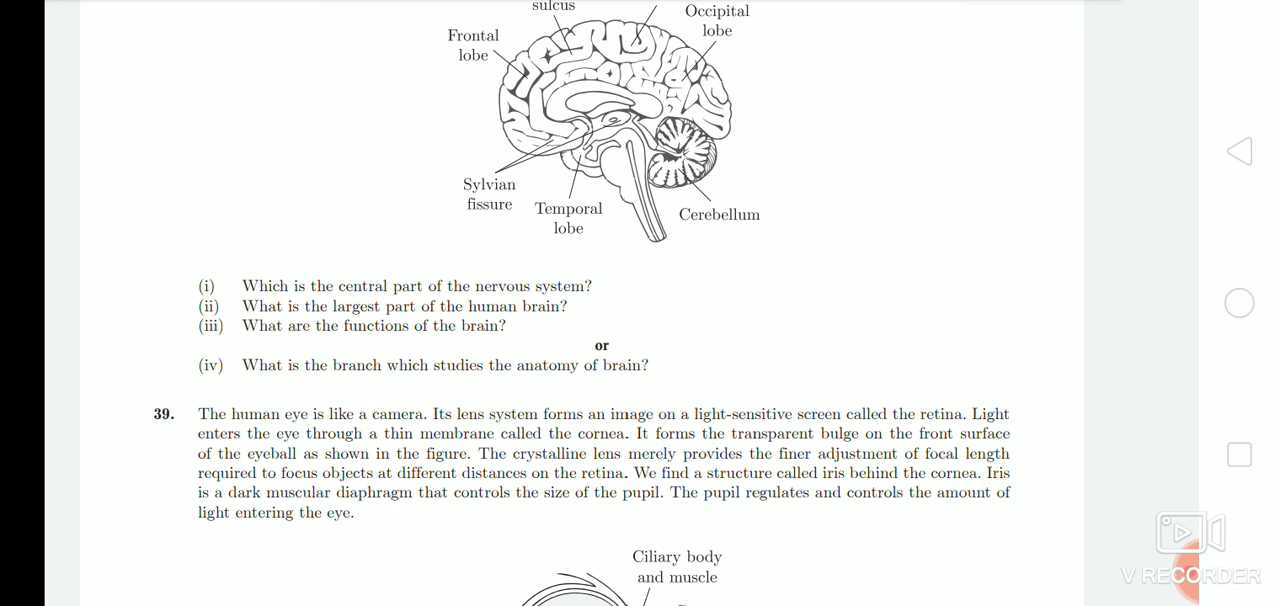 sulcus
Occipital
lobe
Frontal
lobe
Sylvian
fissure
Temporal
lobe
Cerebellum
(i) Which is the central part of the nervous system?
(ii) What is the largest part of the human brain?
(iii) What are the functions of the brain?
or
(iv) What is the branch which studies the anatomy of brain?
39. The human eye is like a camera. Its lens system forms an image on a light-sensitive screen called the retina. Light
enters the eye through a thin membrane called the cornea. It forms the transparent bulge on the front surface
of the eyeball as shown in the figure. The crystalline lens merely provides the finer adjustment of focal length
required to focus objects at different distances on the retina. We find a structure called iris behind the cornea. Iris
is a dark muscular diaphragm that controls the size of the pupil. The pupil regulates and controls the amount of
light entering the eye.
Ciliary body
and muscle
V RECORDER